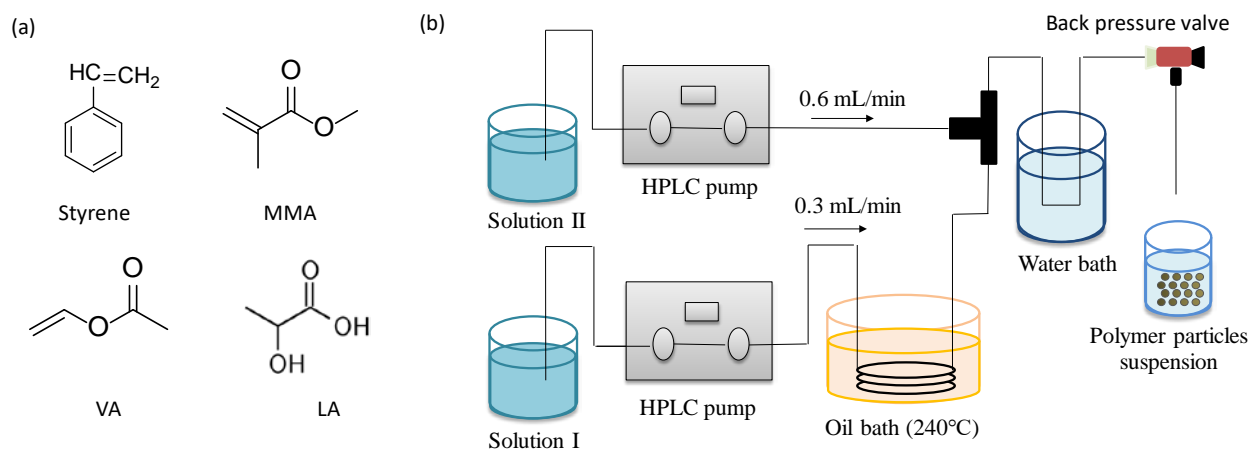 (a)
HC=CH₂
Styrene
O
O
MMA
O
O
VA
O
OH
OH
LA
(b)
Back pressure valve
0.6 mL/min
HPLC pump
Solution II
0.3 mL/min
Water bath
HPLC pump
Solution I
Oil bath (240℃)
Polymer particles
suspension